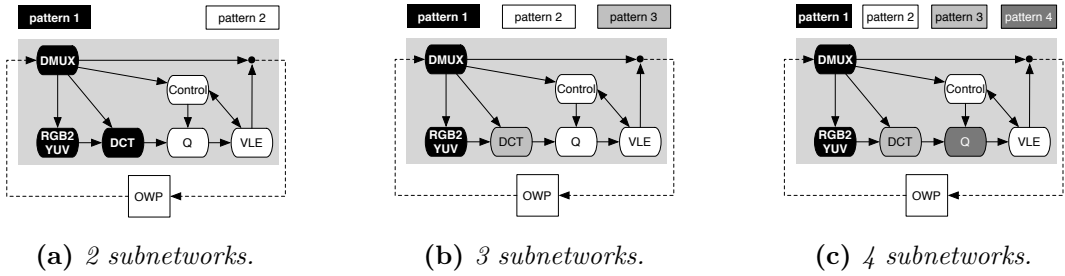 pattern 1 pattern 2
DMUX
Control
RGB2 YUV DCT Q VLE
OWP
(a) 2 subnetworks.
pattern 1 pattern 2 pattern 3
DMUX
Control
RGB2 YUV DCT Q VLE
OWP
(b) 3 subnetworks.
pattern 1 pattern 2 pattern 3 pattern 4
DMUX
Control
RGB2 YUV DCT Q VLE
OWP
(c) 4 subnetworks.